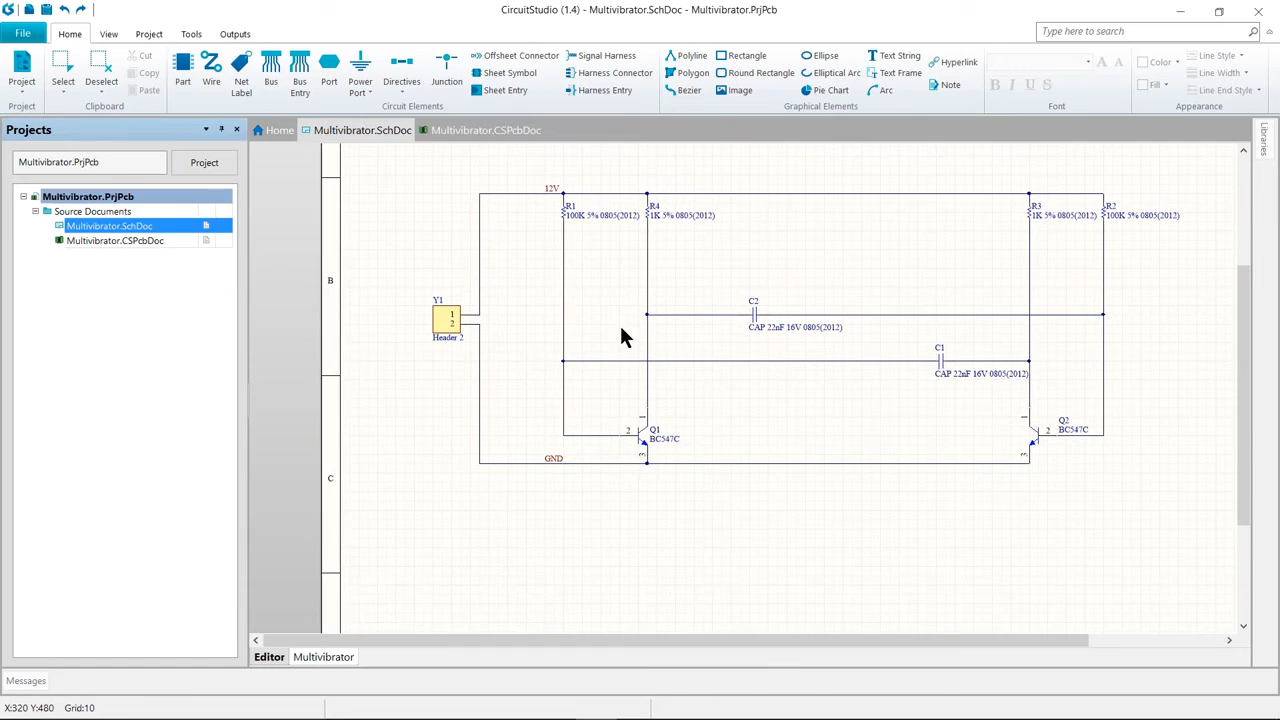 CircuitStudio (1.4) - Multivibrator.SchDoc - Multivibrator.PrjPcb
File Home View Project Tools Outputs Type here to search
Project Select Deselect Cut Copy Paste Part Wire Net Label Bus Bus Entry Port Power Port Directives Junction
Offsheet Connector Signal Harness Polyline Rectangle Ellipse Text String Hyperlink Color Line Style
Sheet Symbol Harness Connector Polygon Round Rectangle Elliptical Arc Text Frame Note Line Width
Sheet Entry Harness Entry Bezier Image Pie Chart Arc B I U S Fill Line End Style
Project Clipboard Circuit Elements Graphical Elements Font Appearance
Projects
Home Multivibrator.SchDoc Multivibrator.CSPcbDoc
Libraries
Multivibrator.PrjPcb Project
Multivibrator.PrjPcb
Source Documents
Multivibrator.SchDoc
Multivibrator.CSPcbDoc
12V
R1
100K 5% 0805(2012)
R4
1K 5% 0805(2012)
R3
1K 5% 0805(2012)
R2
100K 5% 0805(2012)
B
Y1
1
2
Header 2
C2
CAP 22nF 16V 0805(2012)
C1
CAP 22nF 16V 0805(2012)
1
2
3
Q1
BC547C
1
2
3
Q2
BC547C
GND
C
Editor Multivibrator
Messages
X:320 Y:480 Grid:10